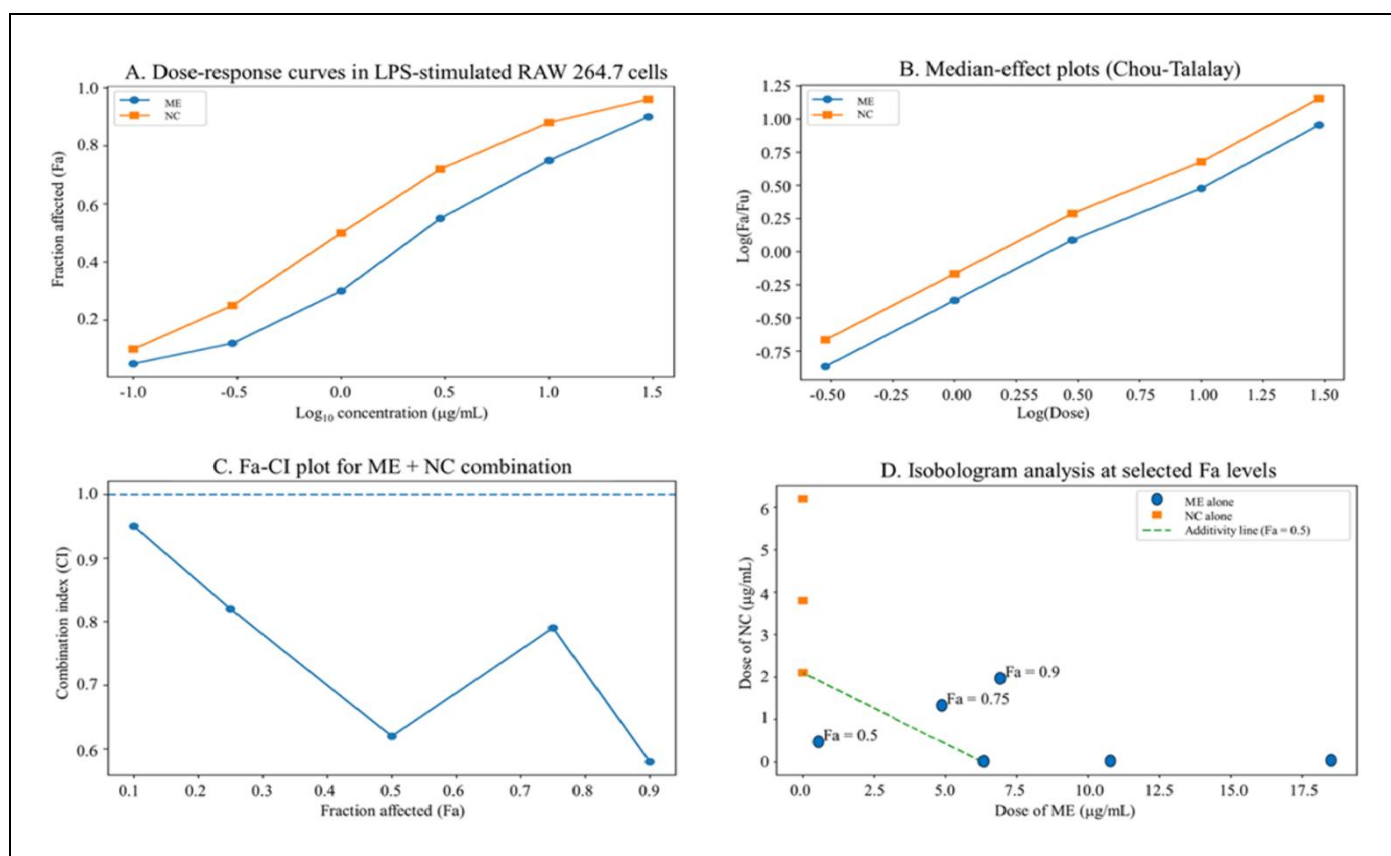 A. Dose-response curves in LPS-stimulated RAW 264.7 cells
ME
NC
Fraction affected (Fa)
1.0
0.8
0.6
0.4
0.2
-1.0 -0.5 0.0 0.5 1.0 1.5
Log₁₀ concentration (µg/mL)
B. Median-effect plots (Chou-Talalay)
ME
NC
Log(Fa/Fu)
1.25
1.00
0.75
0.50
0.25
0.00
-0.25
-0.50
-0.75
-0.50 -0.25 0.00 0.255 0.50 0.75 1.00 1.25 1.50
Log(Dose)
C. Fa-CI plot for ME + NC combination
Combination index (CI)
1.0
0.9
0.8
0.7
0.6
0.1 0.2 0.3 0.4 0.5 0.6 0.7 0.8 0.9
Fraction affected (Fa)
D. Isobologram analysis at selected Fa levels
ME alone
NC alone
Additivity line (Fa = 0.5)
Dose of NC (µg/mL)
6
5
4
3
2
1
0
Fa = 0.9
Fa = 0.75
Fa = 0.5
0.0 2.5 5.0 7.5 10.0 12.5 15.0 17.5
Dose of ME (µg/mL)